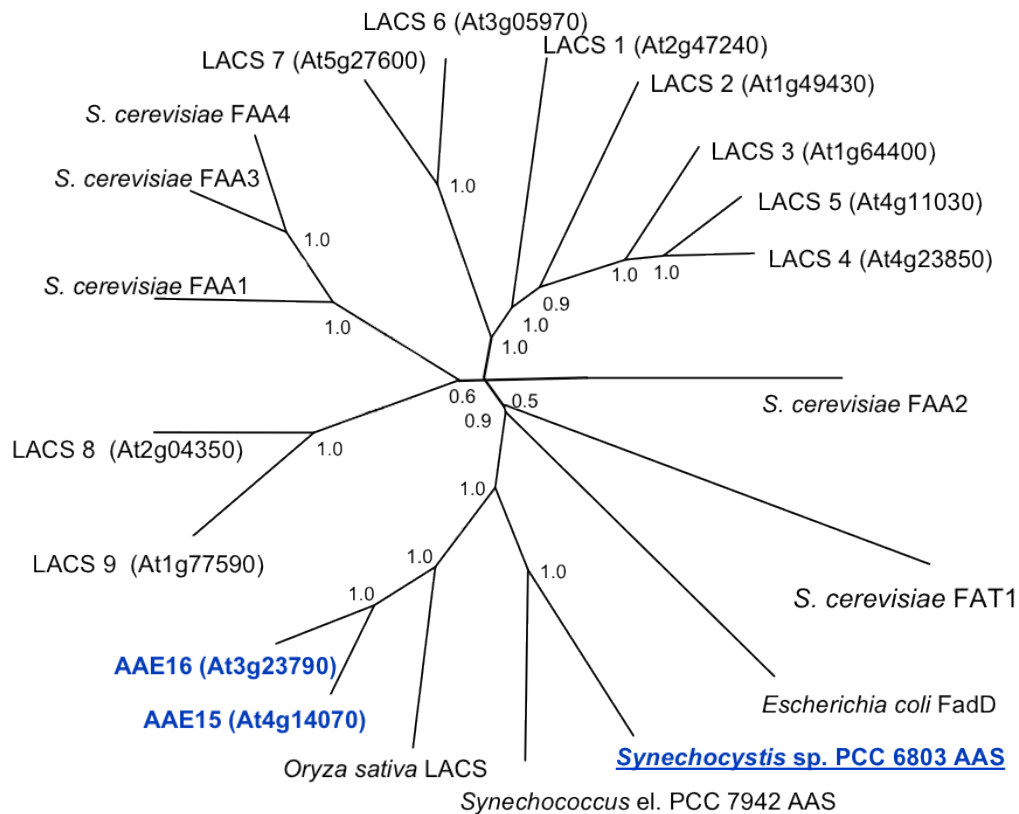 LACS 6 (At3g05970)
LACS 1 (At2g47240)
LACS 7 (At5g27600)
LACS 2 (At1g49430)
S. cerevisiae FAA4
LACS 3 (At1g64400)
S. cerevisiae FAA3
1.0
LACS 5 (At4g11030)
1.0
LACS 4 (At4g23850)
1.0
1.0
S. cerevisiae FAA1
0.9
1.0
1.0
1.0
0.6
0.5
S. cerevisiae FAA2
0.9
LACS 8 (At2g04350)
1.0
1.0
LACS 9 (At1g77590)
1.0
1.0
1.0
S. cerevisiae FAT1
AAE16 (At3g23790)
Escherichia coli FadD
AAE15 (At4g14070)
Synechocystis sp. PCC 6803 AAS
Oryza sativa LACS
Synechococcus el. PCC 7942 AAS